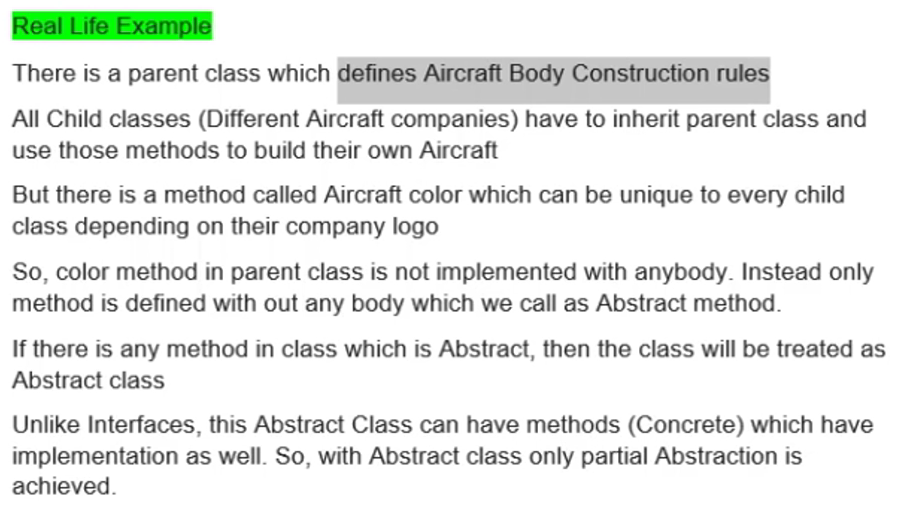 Real Life Example
There is a parent class which defines Aircraft Body Construction rules
All Child classes (Different Aircraft companies) have to inherit parent class and
use those methods to build their own Aircraft
But there is a method called Aircraft color which can be unique to every child
class depending on their company logo
So, color method in parent class is not implemented with anybody. Instead only
method is defined with out any body which we call as Abstract method.
If there is any method in class which is Abstract, then the class will be treated as
Abstract class
Unlike Interfaces, this Abstract Class can have methods (Concrete) which have
implementation as well. So, with Abstract class only partial Abstraction is
achieved.